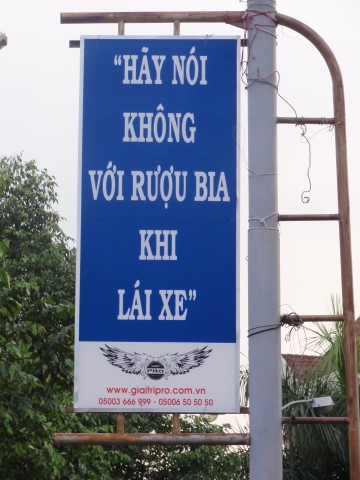 “HÃY NÓI
KHÔNG
VỚI RƯỢU BIA
KHI
LÁI XE”
PRO
www.giaitripro.com.vn
05003 666 999 - 05006 50 50 50